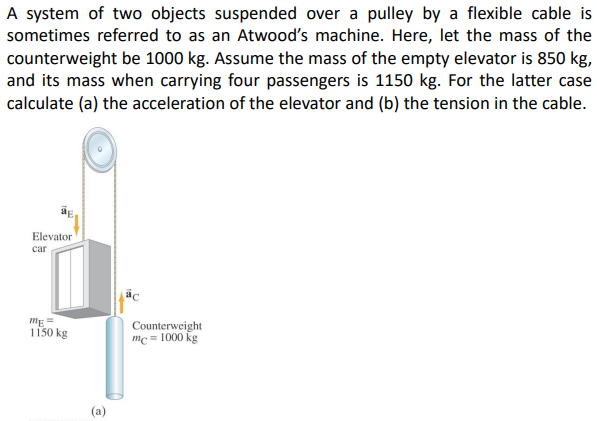 A system of two objects suspended over a pulley by a flexible cable is
sometimes referred to as an Atwood’s machine. Here, let the mass of the
counterweight be 1000 kg. Assume the mass of the empty elevator is 850 kg,
and its mass when carrying four passengers is 1150 kg. For the latter case
calculate (a) the acceleration of the elevator and (b) the tension in the cable.
a⃗E
Elevator
car
a⃗C
mE =
1150 kg
Counterweight
mC = 1000 kg
(a)